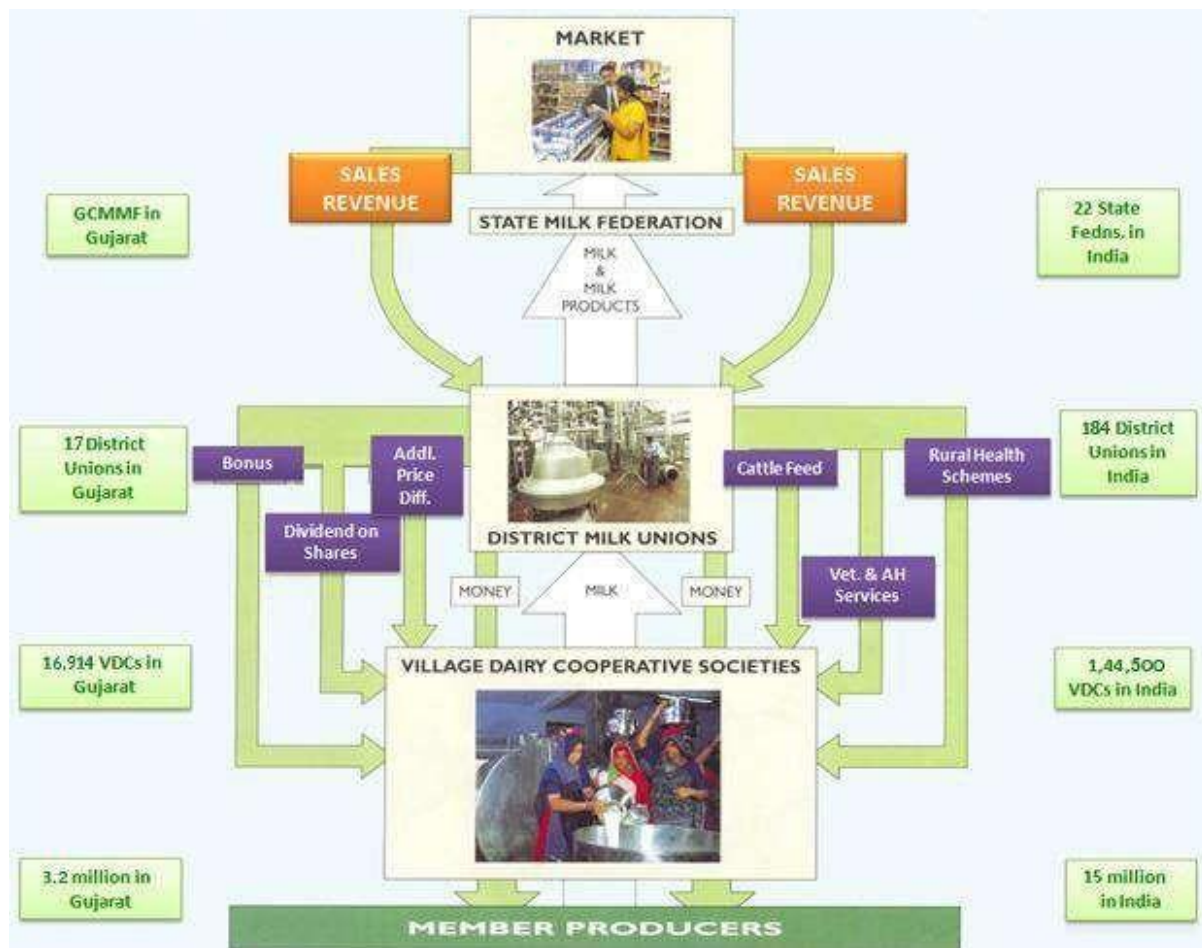 MARKET
SALES
REVENUE
SALES
REVENUE
GCMMF in
Gujarat
STATE MILK FEDERATION
22 State
Fedns. in
India
MILK
&
MILK
PRODUCTS
17 District
Unions in
Gujarat
Bonus
Addl.
Price
Diff.
Dividend on
Shares
Cattle Feed
Rural Health
Schemes
184 District
Unions in
India
DISTRICT MILK UNIONS
Vet. & AH
Services
MONEY
MILK
MONEY
16,914 VDCs in
Gujarat
VILLAGE DAIRY COOPERATIVE SOCIETIES
1,44,500
VDCs in India
3.2 million in
Gujarat
15 million
in India
MEMBER PRODUCERS